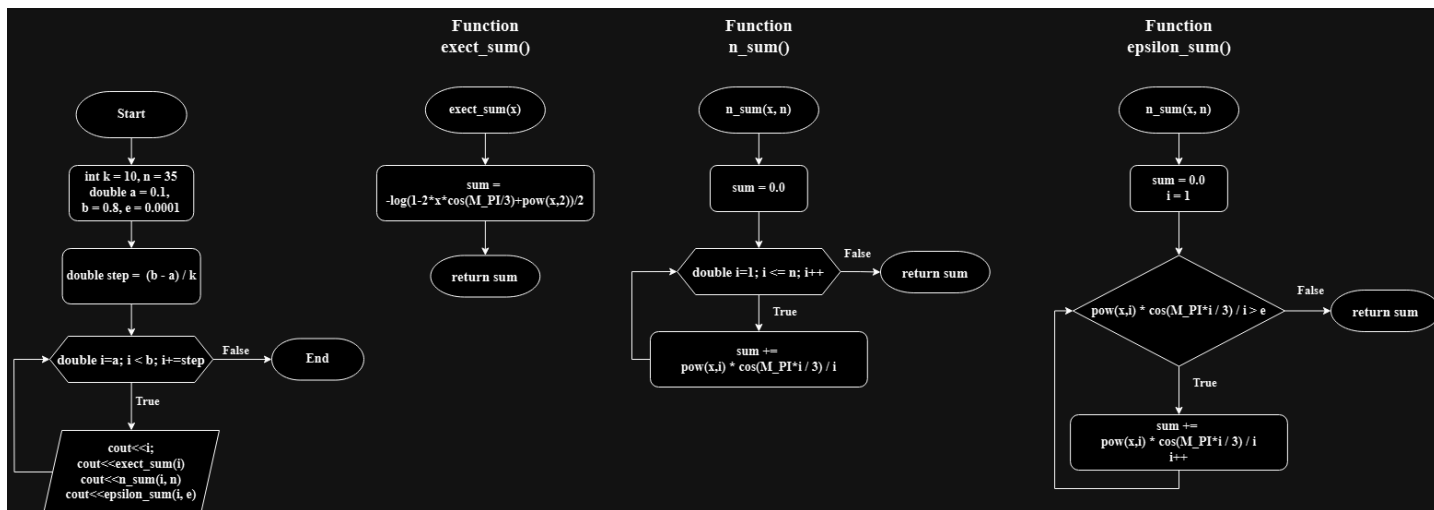 Start
int k = 10, n = 35
double a = 0.1,
b = 0.8, e = 0.0001
double step =  (b - a) / k
double i=a; i < b; i+=step
False
End
True
cout<<i;
cout<<exect_sum(i)
cout<<n_sum(i, n)
cout<<epsilon_sum(i, e)
Function
exect_sum()
exect_sum(x)
sum =
-log(1-2*x*cos(M_PI/3)+pow(x,2))/2
return sum
Function
n_sum()
n_sum(x, n)
sum = 0.0
double i=1; i <= n; i++
False
return sum
True
sum +=
pow(x,i) * cos(M_PI*i / 3) / i
Function
epsilon_sum()
n_sum(x, n)
sum = 0.0
i = 1
pow(x,i) * cos(M_PI*i / 3) / i > e
False
return sum
True
sum +=
pow(x,i) * cos(M_PI*i / 3) / i
i++